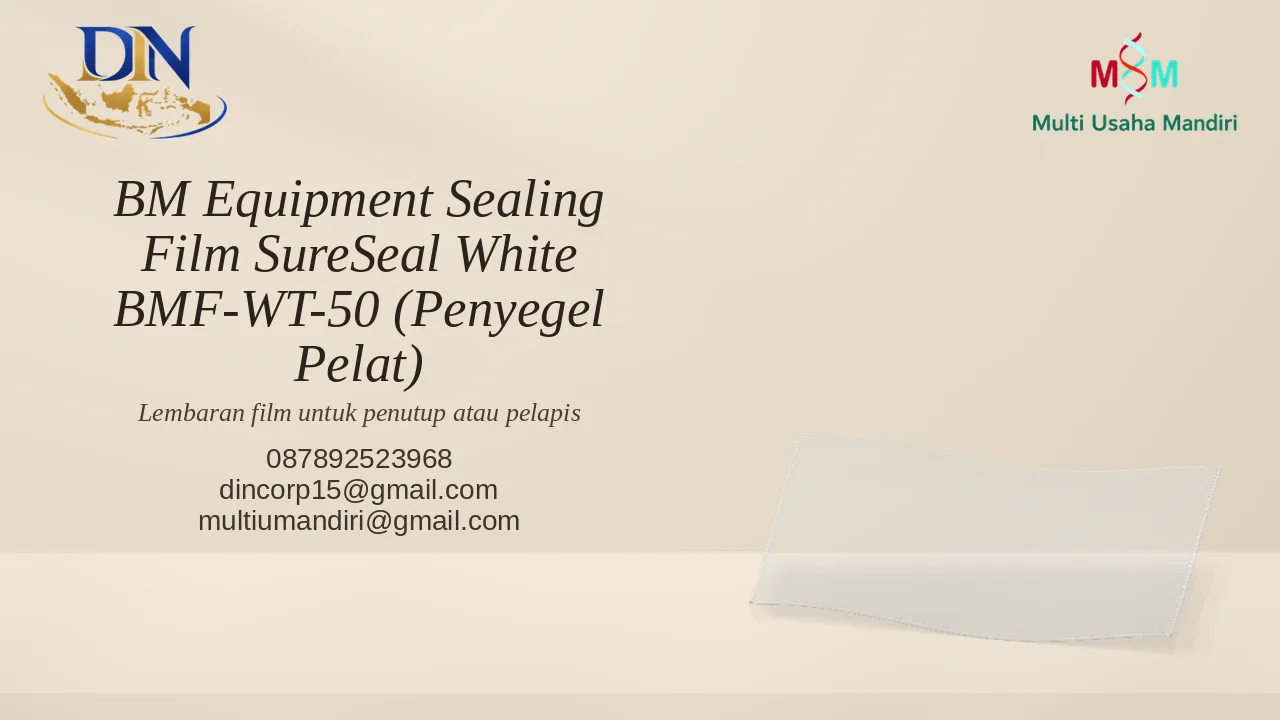 DN
M M
Multi Usaha Mandiri
BM Equipment Sealing
Film SureSeal White
BMF-WT-50 (Penyegel
Pelat)
Lembaran film untuk penutup atau pelapis
087892523968
dincorp15@gmail.com
multiumandiri@gmail.com